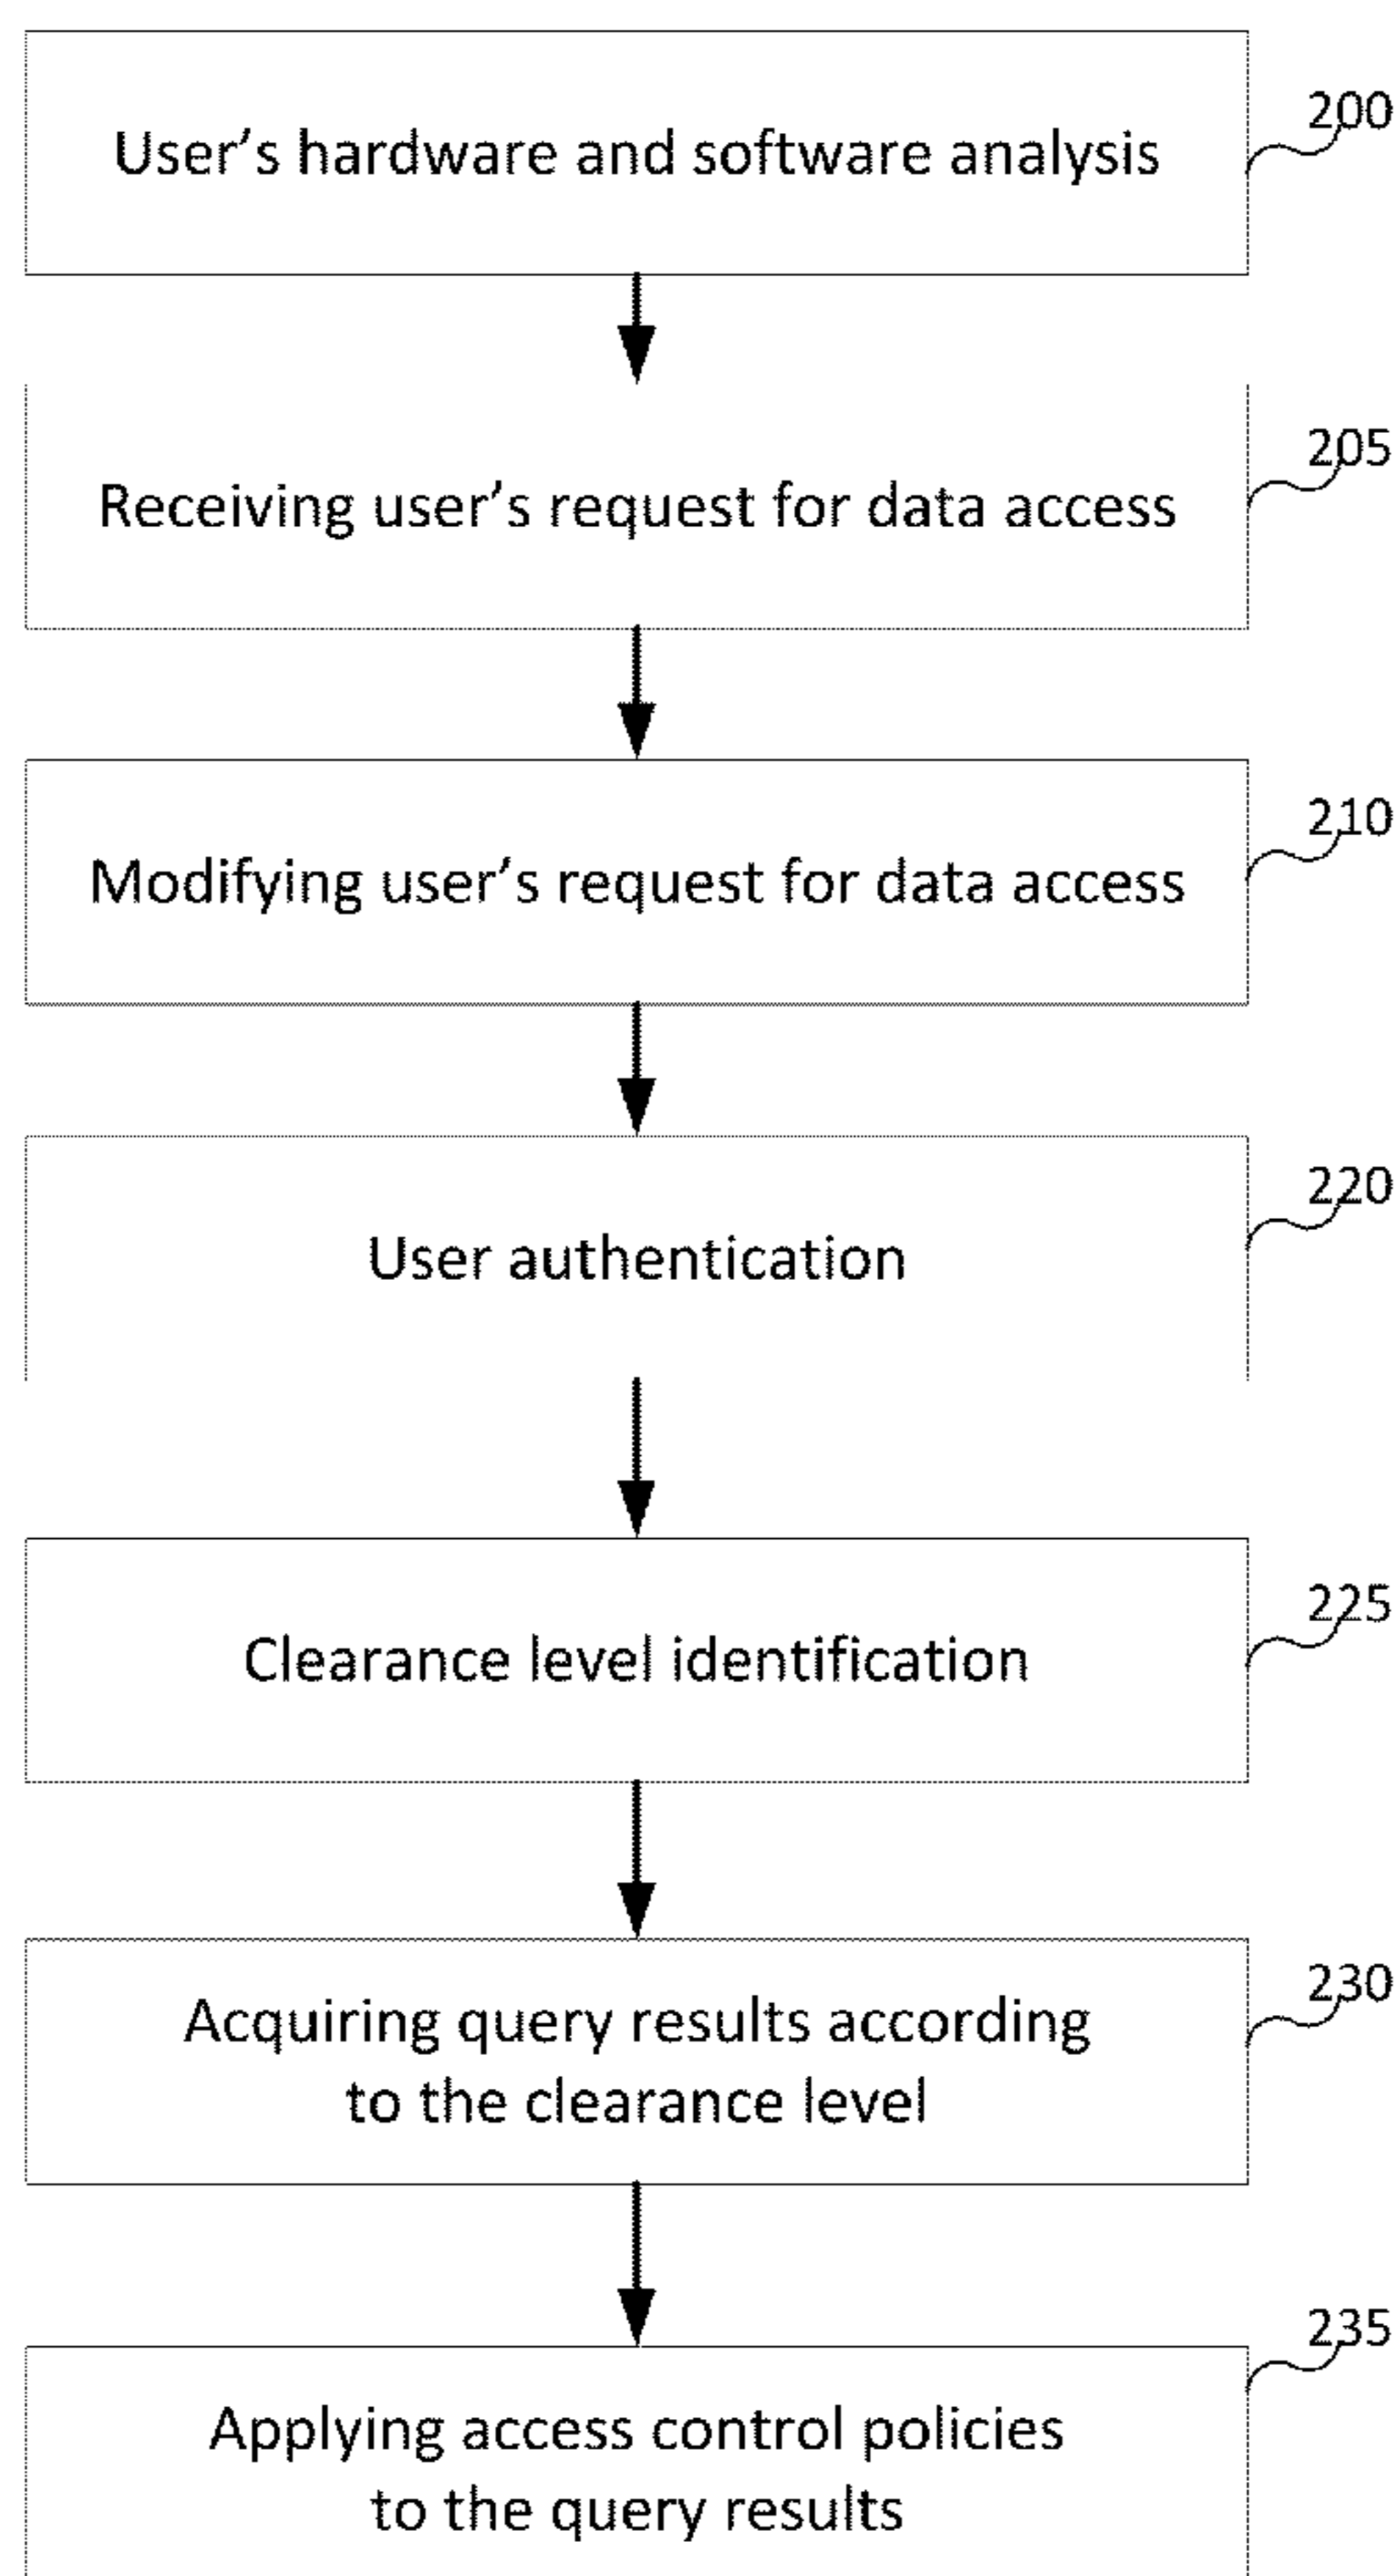 200
User's hardware and software analysis
205
Receiving user's request for data access
210
Modifying user's request for data access
220
User authentication
225
Clearance level identification
230
Acquiring query results according
to the clearance level
235
Applying access control policies
to the query results